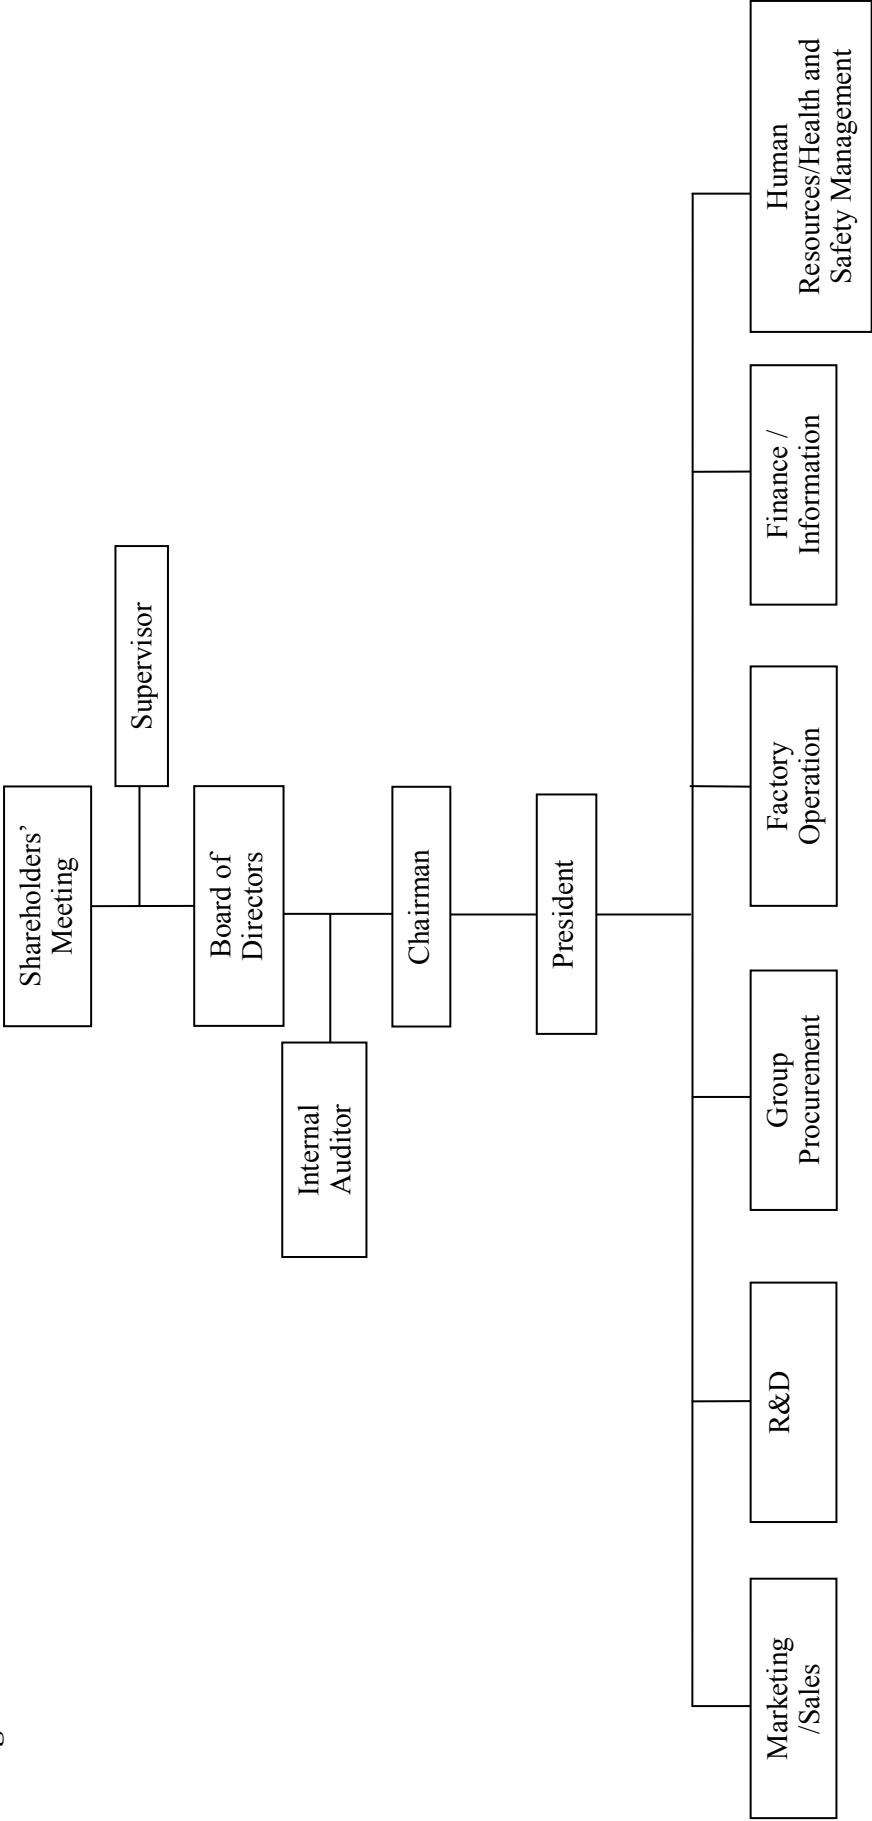 Shareholders’
Meeting
Supervisor
Board of
Directors
Internal
Auditor
Chairman
President
Marketing
/Sales
R&D
Group
Procurement
Factory
Operation
Finance /
Information
Human
Resources/Health and
Safety Management